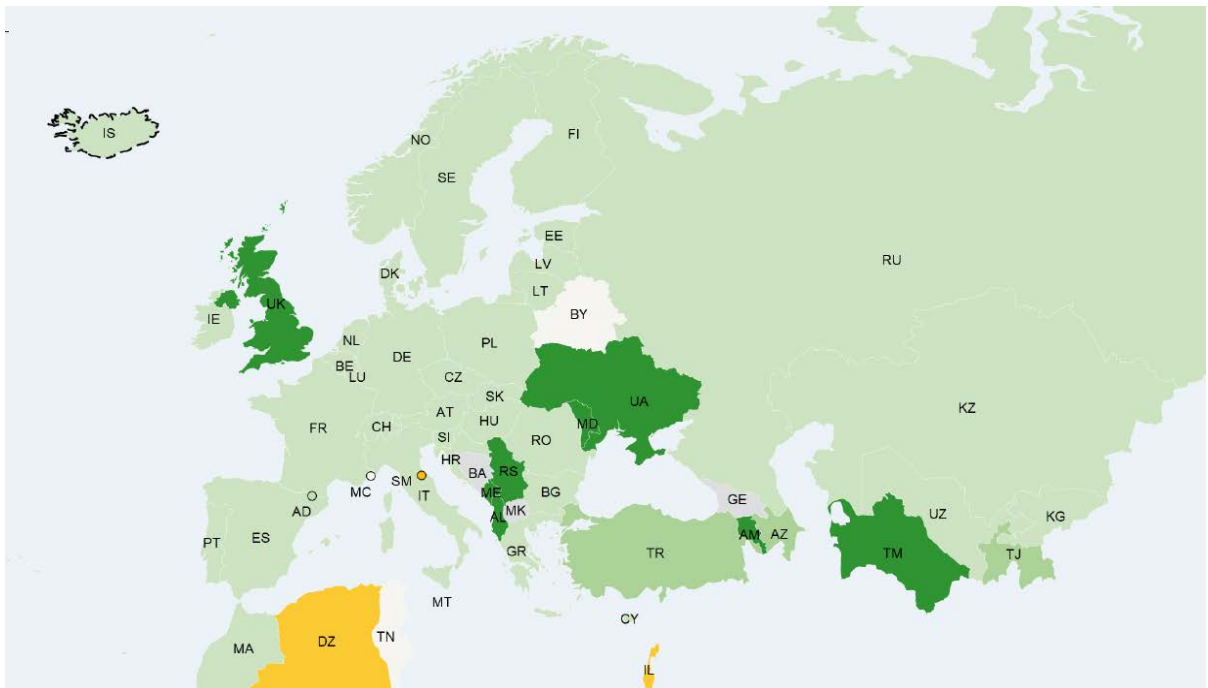 IS
NO
FI
SE
EE
RU
LV
DK
LT
UK
BY
IE
NL
PL
DE
BE
LU
CZ
SK
UA
KZ
AT
HU
MD
FR
CH
SI
RO
HR
BA
RS
SM
MC
IT
ME
BG
GE
AD
MK
UZ
KG
AL
PT
ES
AM
AZ
GR
TR
TM
TJ
MT
CY
DZ
TN
MA
IL